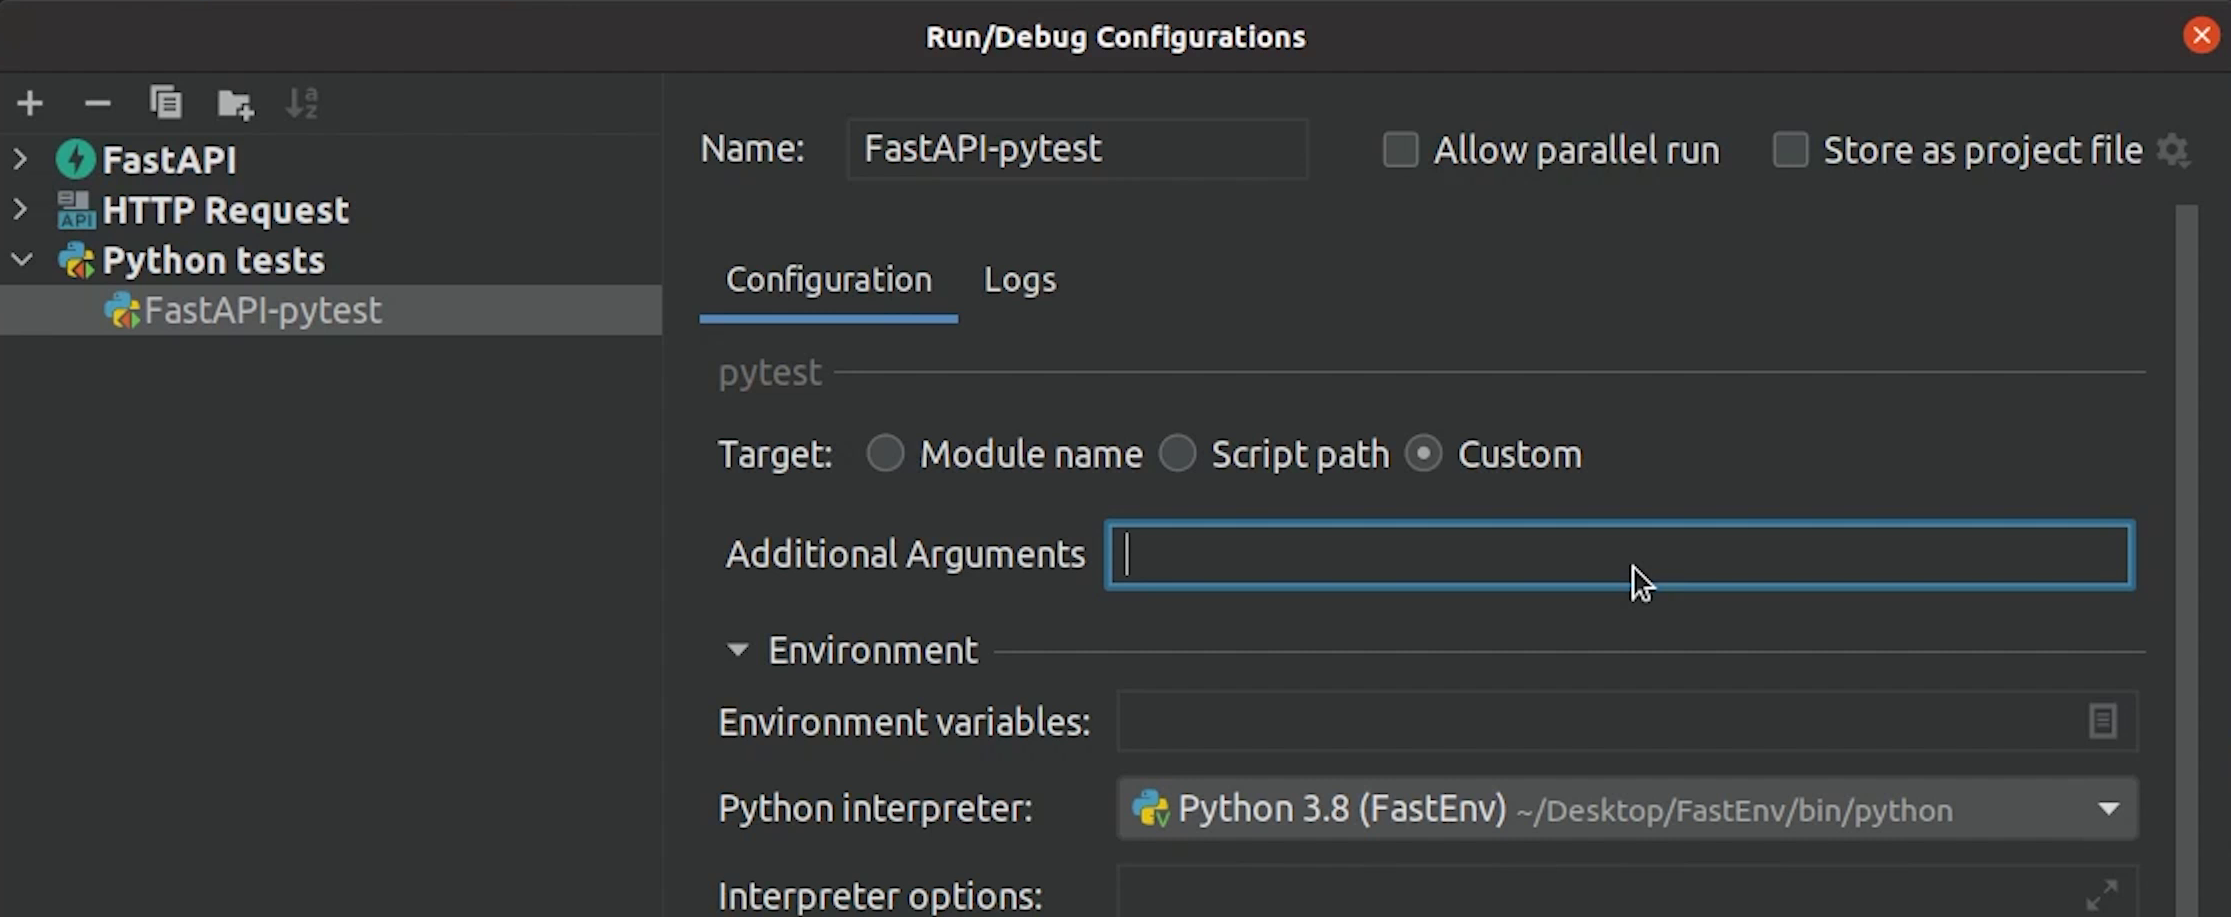 Run/Debug Configurations
FastAPI
API HTTP Request
Python tests
FastAPI-pytest
Name: FastAPI-pytest Allow parallel run Store as project file
Configuration Logs
pytest
Target: Module name Script path Custom
Additional Arguments
Environment
Environment variables:
Python interpreter: Python 3.8 (FastEnv) ~/Desktop/FastEnv/bin/python
Interpreter options: